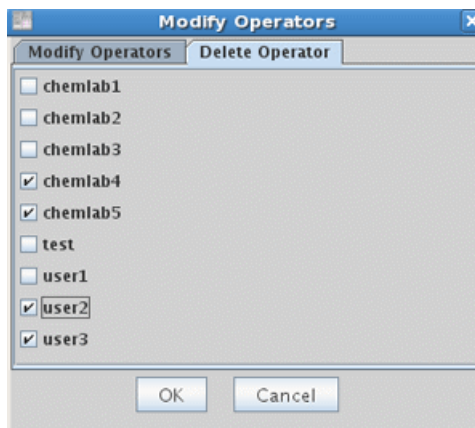 Modify Operators
Modify Operators Delete Operator
chemlab1
chemlab2
chemlab3
chemlab4
chemlab5
test
user1
user2
user3
OK Cancel